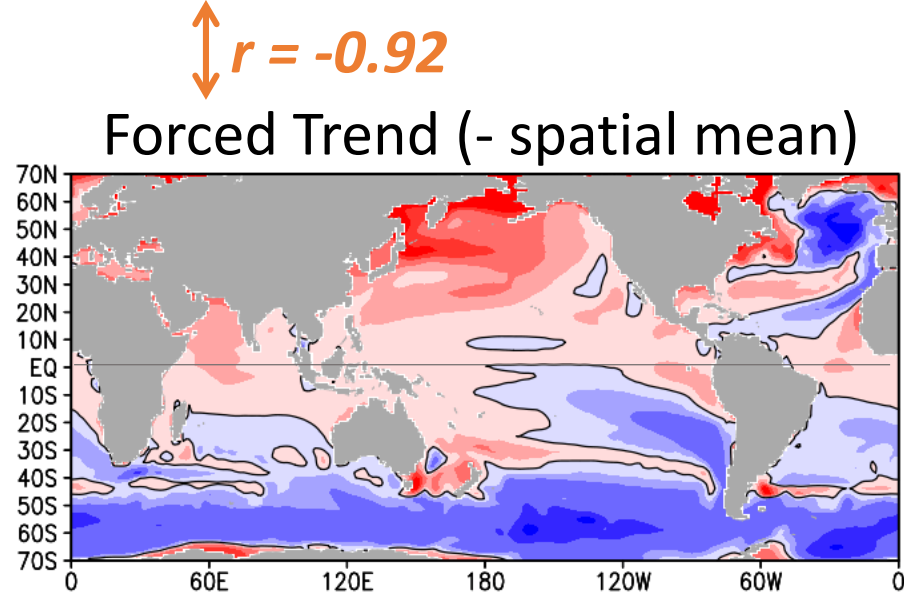 r = -0.92
Forced Trend (- spatial mean)
70N
60N
50N
40N
30N
20N
10N
EQ
10S
20S
30S
40S
50S
60S
70S
0 60E 120E 180 120W 60W 0